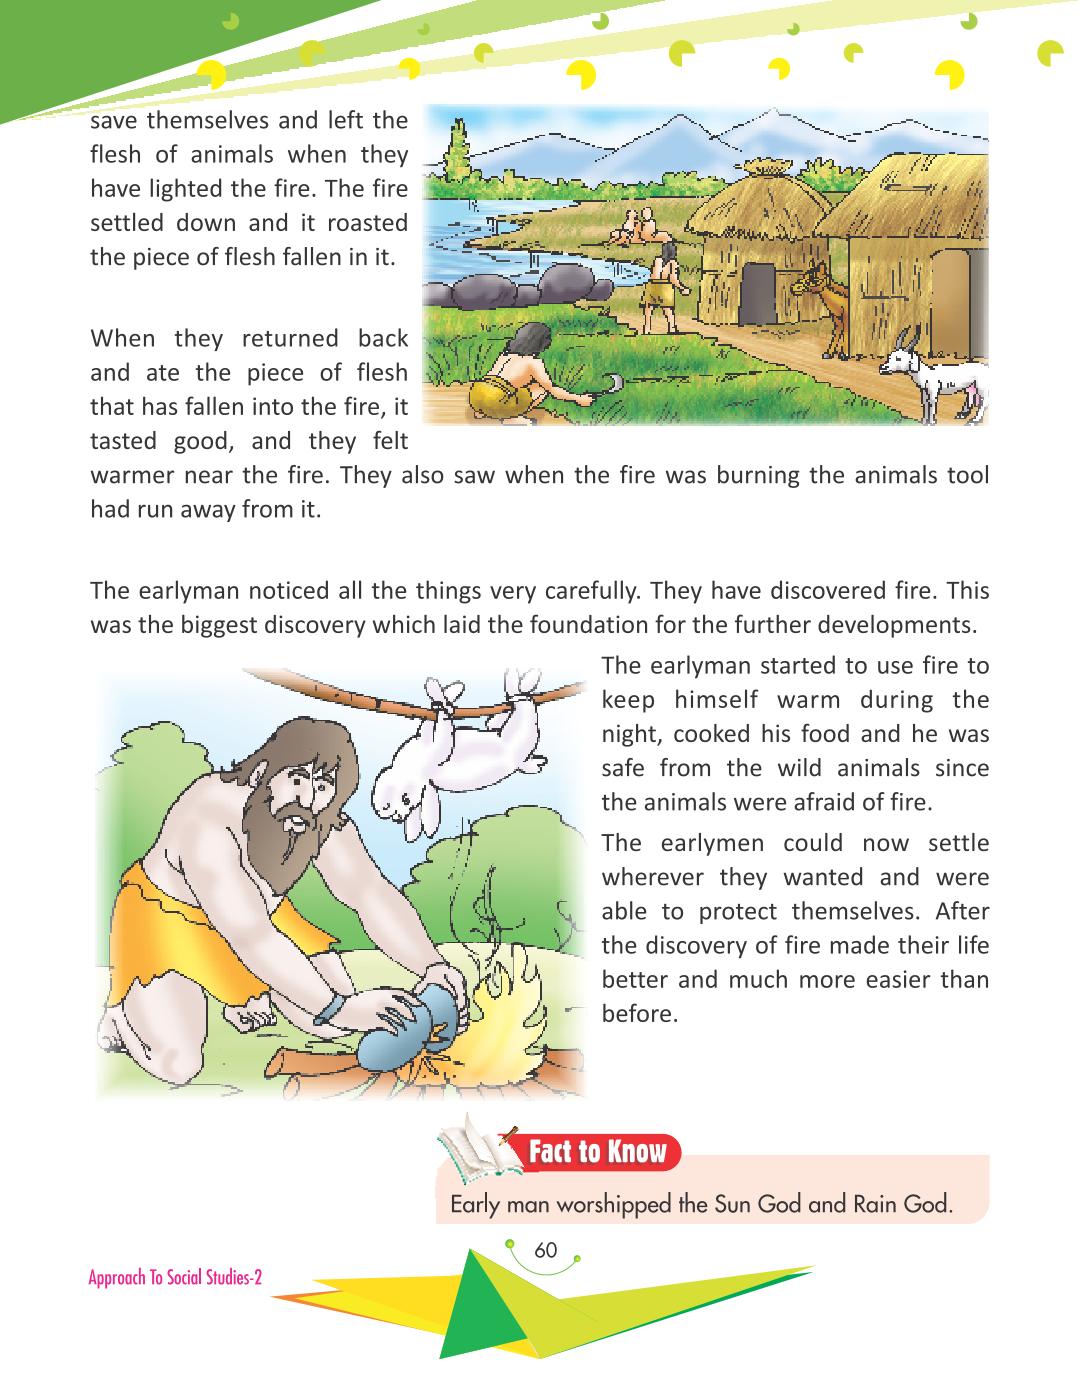 save themselves and left the
flesh of animals when they
have lighted the fire. The fire
settled down and it roasted
the piece of flesh fallen in it.
When they returned back
and ate the piece of flesh
that has fallen into the fire, it
tasted good, and they felt
warmer near the fire. They also saw when the fire was burning the animals tool
had run away from it.
The earlyman noticed all the things very carefully. They have discovered fire. This
was the biggest discovery which laid the foundation for the further developments.
The earlyman started to use fire to
keep himself warm during the
night, cooked his food and he was
safe from the wild animals since
the animals were afraid of fire.
The earlymen could now settle
wherever they wanted and were
able to protect themselves. After
the discovery of fire made their life
better and much more easier than
before.
Fact to Know
Early man worshipped the Sun God and Rain God.
60
Approach To Social Studies-2